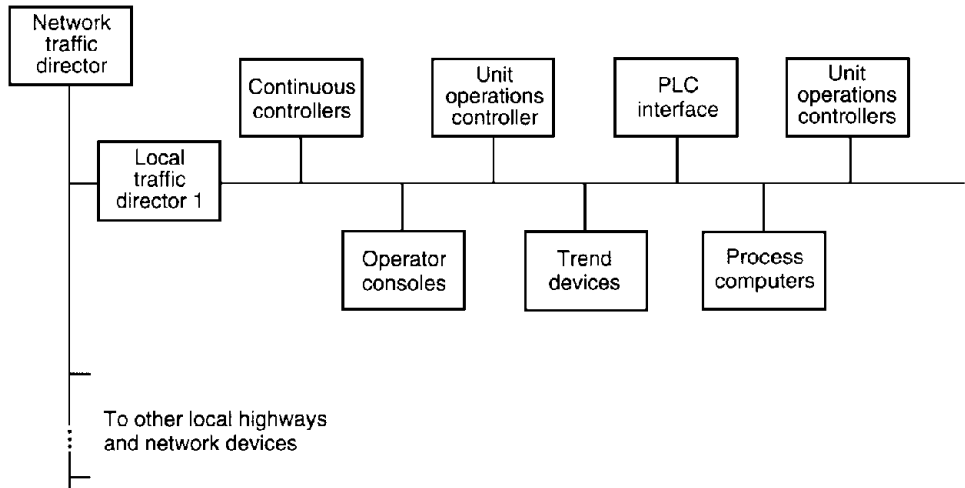 Network
traffic
director
Continuous
controllers
Unit
operations
controller
PLC
interface
Unit
operations
controllers
Local
traffic
director 1
Operator
consoles
Trend
devices
Process
computers
To other local highways
and network devices